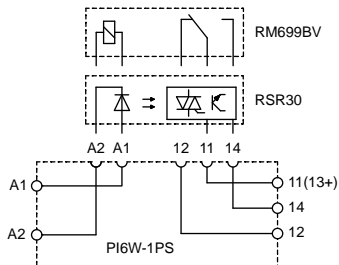 RM699BV
RSR30
A2 A1 12 11 14
A1
11(13+)
14
A2
12
PI6W-1PS